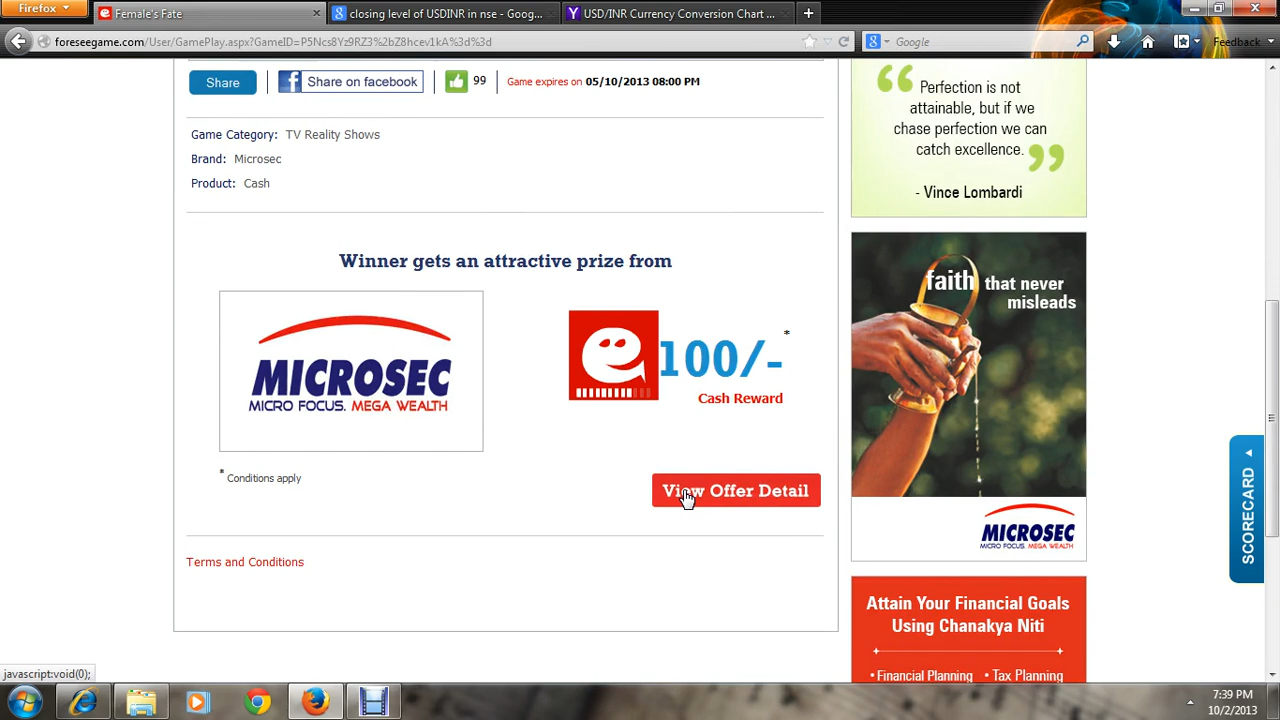 Firefox
Female's Fate
closing level of USDINR in nse - Goog...
USD/INR Currency Conversion Chart ...
foreseegame.com/User/GamePlay.aspx?GameID=P5Ncs8Yz9RZ3%2bZ8hcev1kA%3d%3d
Google
Feedback
Share
Share on facebook
99
Game expires on 05/10/2013 08:00 PM
Game Category: TV Reality Shows
Brand: Microsec
Product: Cash
Winner gets an attractive prize from
MICROSEC
MICRO FOCUS. MEGA WEALTH
e 100/-*
Cash Reward
* Conditions apply
View Offer Detail
Terms and Conditions
“ Perfection is not
attainable, but if we
chase perfection we can
catch excellence. ”
- Vince Lombardi
faith that never
misleads
MICROSEC
MICRO FOCUS. MEGA WEALTH
Attain Your Financial Goals
Using Chanakya Niti
• Financial Planning • Tax Planning
SCORECARD
javascript:void(0);
7:39 PM
10/2/2013